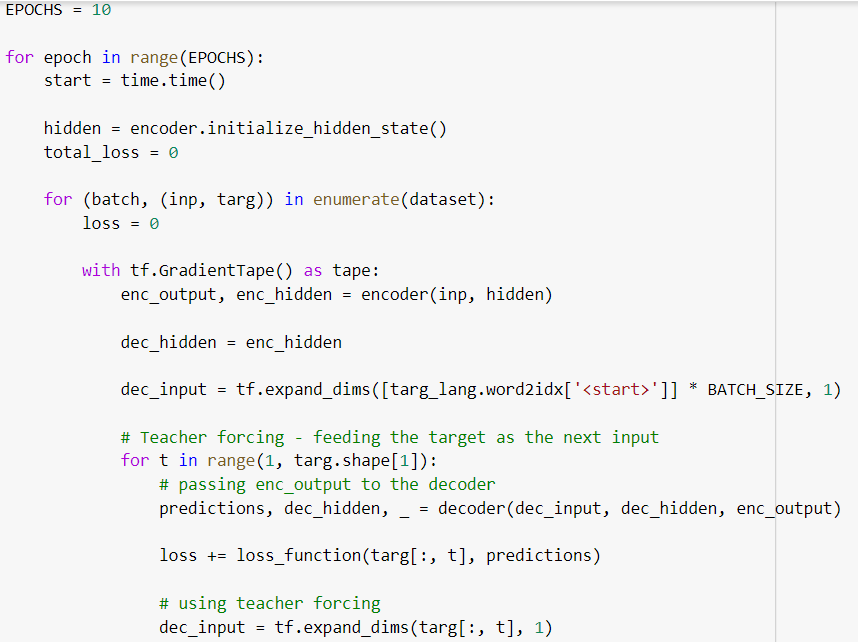 EPOCHS = 10
for epoch in range(EPOCHS):
    start = time.time()
    hidden = encoder.initialize_hidden_state()
    total_loss = 0
    for (batch, (inp, targ)) in enumerate(dataset):
        loss = 0
        with tf.GradientTape() as tape:
            enc_output, enc_hidden = encoder(inp, hidden)
            dec_hidden = enc_hidden
            dec_input = tf.expand_dims([targ_lang.word2idx['<start>']] * BATCH_SIZE, 1)
            # Teacher forcing - feeding the target as the next input
            for t in range(1, targ.shape[1]):
                # passing enc_output to the decoder
                predictions, dec_hidden, _ = decoder(dec_input, dec_hidden, enc_output)
                loss += loss_function(targ[:, t], predictions)
                # using teacher forcing
                dec_input = tf.expand_dims(targ[:, t], 1)